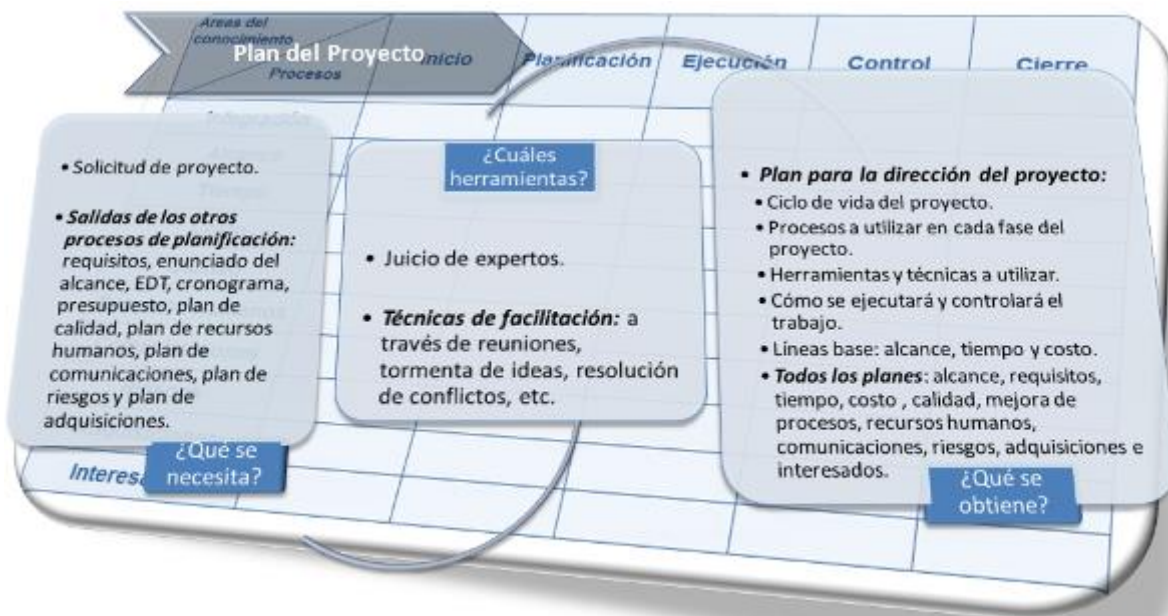 Áreas del
conocimiento
Procesos
Plan del Proyecto
Inicio
Planificación
Ejecución
Control
Cierre
Integración
• Solicitud de proyecto.
• Salidas de los otros
procesos de planificación:
requisitos, enunciado del
alcance, EDT, cronograma,
presupuesto, plan de
calidad, plan de recursos
humanos, plan de
comunicaciones, plan de
riesgos y plan de
adquisiciones.
¿Qué se
necesita?
¿Cuáles
herramientas?
• Juicio de expertos.
• Técnicas de facilitación: a
través de reuniones,
tormenta de ideas, resolución
de conflictos, etc.
• Plan para la dirección del proyecto:
• Ciclo de vida del proyecto.
• Procesos a utilizar en cada fase del
proyecto.
• Herramientas y técnicas a utilizar.
• Cómo se ejecutará y controlará el
trabajo.
• Líneas base: alcance, tiempo y costo.
• Todos los planes: alcance, requisitos,
tiempo, costo , calidad, mejora de
procesos, recursos humanos,
comunicaciones, riesgos, adquisiciones e
interesados.
¿Qué se
obtiene?